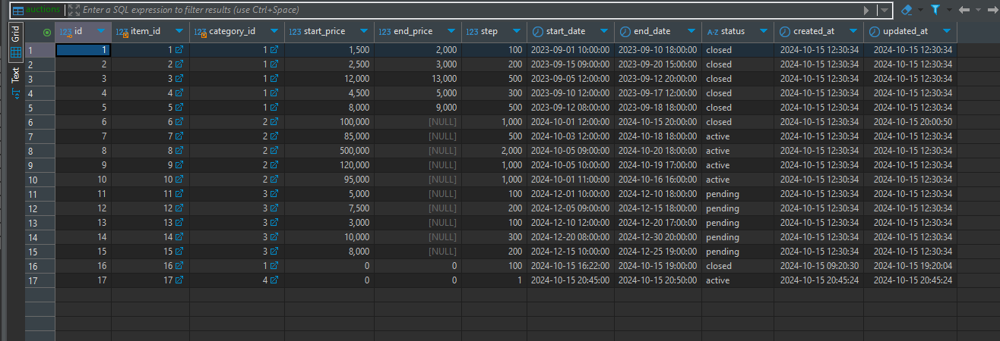 auctions Enter a SQL expression to filter results (use Ctrl+Space)
Grid
Text
123 id 123 item_id 123 category_id 123 start_price 123 end_price 123 step start_date end_date A-Z status created_at updated_at
1 1 1 1 1,500 2,000 100 2023-09-01 10:00:00 2023-09-10 18:00:00 closed 2024-10-15 12:30:34 2024-10-15 12:30:34
2 2 2 1 2,500 3,000 200 2023-09-15 09:00:00 2023-09-20 15:00:00 closed 2024-10-15 12:30:34 2024-10-15 12:30:34
3 3 3 1 12,000 13,000 500 2023-09-05 12:00:00 2023-09-12 20:00:00 closed 2024-10-15 12:30:34 2024-10-15 12:30:34
4 4 4 1 4,500 5,000 300 2023-09-10 12:00:00 2023-09-17 12:00:00 closed 2024-10-15 12:30:34 2024-10-15 12:30:34
5 5 5 1 8,000 9,000 500 2023-09-12 08:00:00 2023-09-18 18:00:00 closed 2024-10-15 12:30:34 2024-10-15 12:30:34
6 6 6 2 100,000 [NULL] 1,000 2024-10-01 12:00:00 2024-10-15 20:00:00 closed 2024-10-15 12:30:34 2024-10-15 20:00:50
7 7 7 2 85,000 [NULL] 500 2024-10-03 12:00:00 2024-10-18 18:00:00 active 2024-10-15 12:30:34 2024-10-15 12:30:34
8 8 8 2 500,000 [NULL] 2,000 2024-10-05 09:00:00 2024-10-20 18:00:00 active 2024-10-15 12:30:34 2024-10-15 12:30:34
9 9 9 2 120,000 [NULL] 1,000 2024-10-05 10:00:00 2024-10-19 17:00:00 active 2024-10-15 12:30:34 2024-10-15 12:30:34
10 10 10 2 95,000 [NULL] 1,000 2024-10-01 11:00:00 2024-10-16 16:00:00 active 2024-10-15 12:30:34 2024-10-15 12:30:34
11 11 11 3 5,000 [NULL] 100 2024-12-01 10:00:00 2024-12-10 18:00:00 pending 2024-10-15 12:30:34 2024-10-15 12:30:34
12 12 12 3 7,500 [NULL] 200 2024-12-05 09:00:00 2024-12-15 18:00:00 pending 2024-10-15 12:30:34 2024-10-15 12:30:34
13 13 13 3 3,000 [NULL] 100 2024-12-10 12:00:00 2024-12-20 17:00:00 pending 2024-10-15 12:30:34 2024-10-15 12:30:34
14 14 14 3 10,000 [NULL] 300 2024-12-20 08:00:00 2024-12-30 20:00:00 pending 2024-10-15 12:30:34 2024-10-15 12:30:34
15 15 15 3 8,000 [NULL] 200 2024-12-15 10:00:00 2024-12-25 19:00:00 pending 2024-10-15 12:30:34 2024-10-15 12:30:34
16 16 16 1 0 0 100 2024-10-15 16:22:00 2024-10-15 19:00:00 closed 2024-10-15 09:20:30 2024-10-15 19:20:04
17 17 17 4 0 0 1 2024-10-15 20:45:00 2024-10-15 20:50:00 active 2024-10-15 20:45:24 2024-10-15 20:45:24